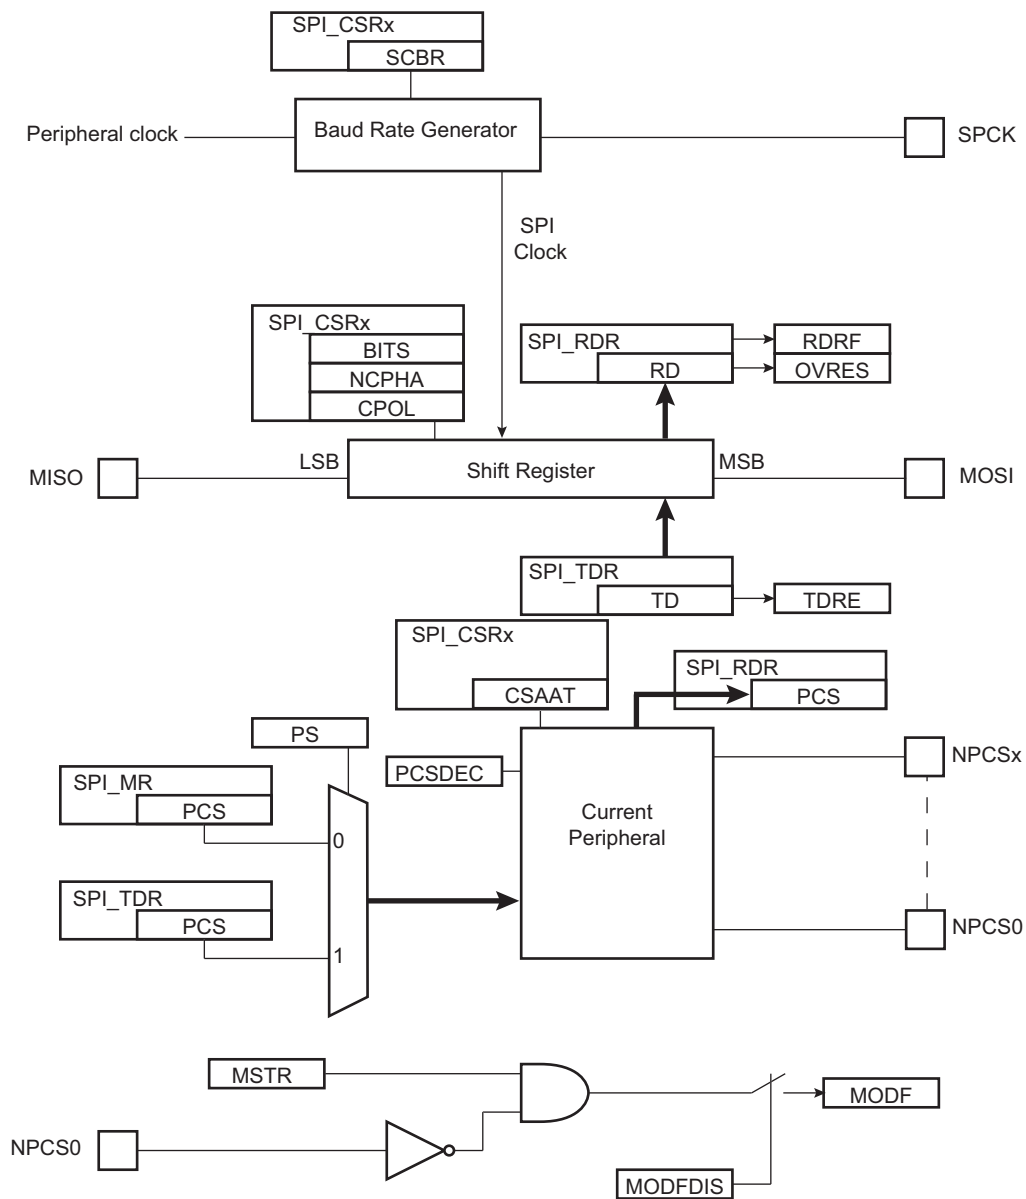 SPI_CSRx
SCBR
Peripheral clock
Baud Rate Generator
SPCK
SPI
Clock
SPI_CSRx
BITS
NCPHA
CPOL
SPI_RDR
RD
RDRF
OVRES
MISO
LSB
Shift Register
MSB
MOSI
SPI_TDR
TD
TDRE
SPI_CSRx
CSAAT
SPI_RDR
PCS
PS
PCSDEC
NPCSx
SPI_MR
PCS
0
Current
Peripheral
SPI_TDR
PCS
1
NPCS0
MSTR
MODF
NPCS0
MODFDIS